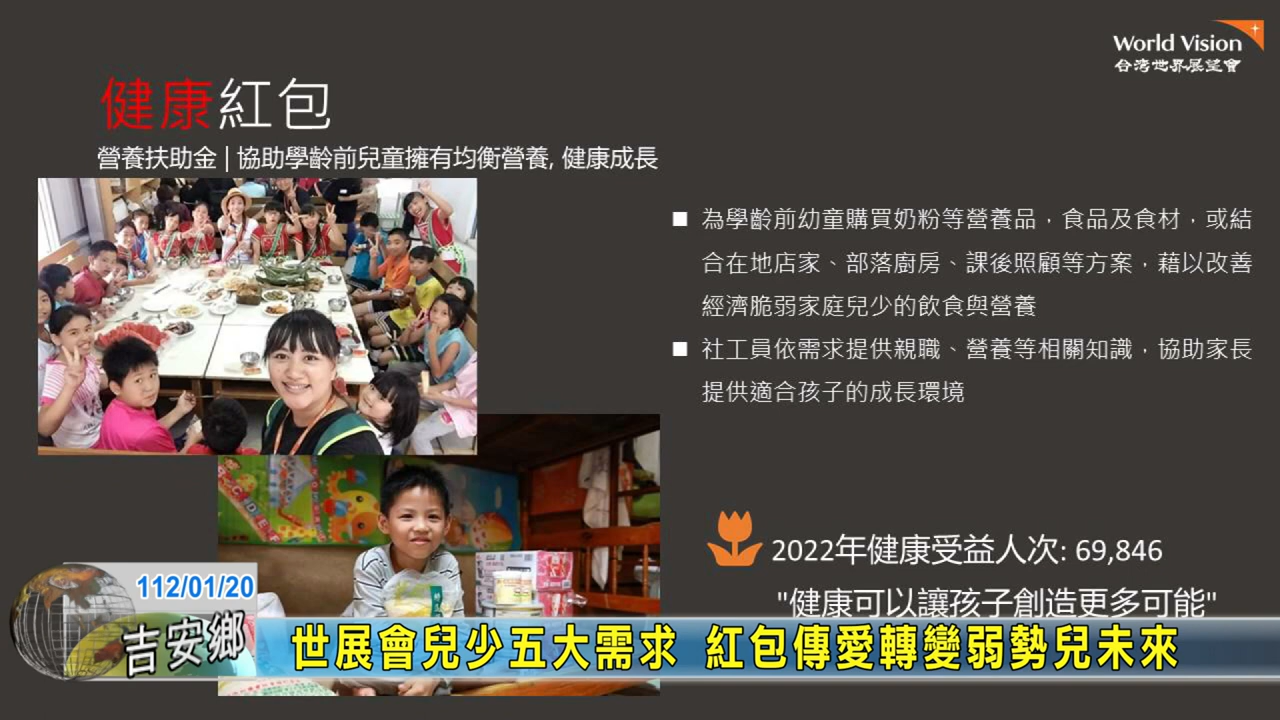 World Vision
台灣世界展望會
健康紅包
營養扶助金 | 協助學齡前兒童擁有均衡營養, 健康成長
■ 為學齡前幼童購買奶粉等營養品，食品及食材，或結
合在地店家、部落廚房、課後照顧等方案，藉以改善
經濟脆弱家庭兒少的飲食與營養
■ 社工員依需求提供親職、營養等相關知識，協助家長
提供適合孩子的成長環境
2022年健康受益人次: 69,846
"健康可以讓孩子創造更多可能"
112/01/20
吉安鄉
世展會兒少五大需求 紅包傳愛轉變弱勢兒未來